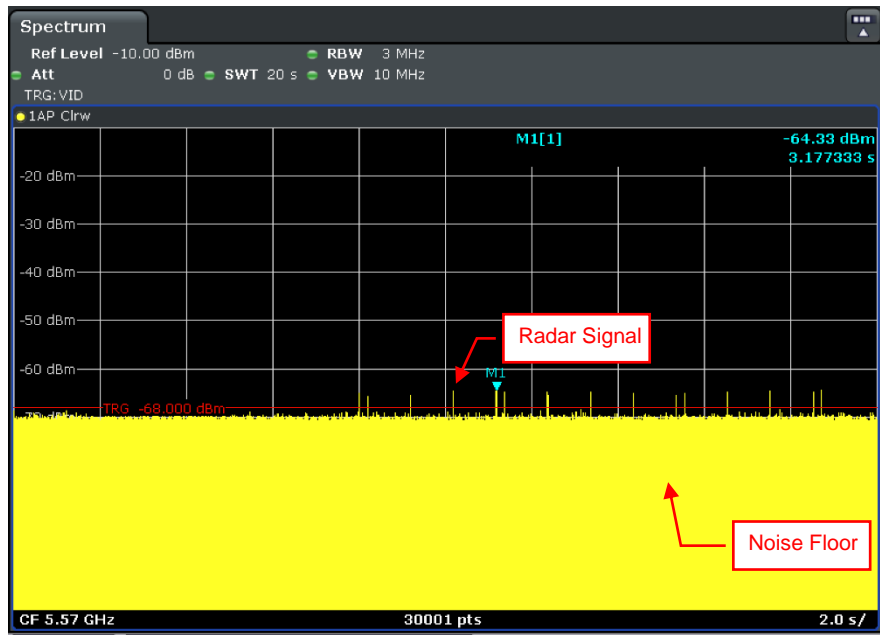 Spectrum
Ref Level -10.00 dBm RBW 3 MHz
Att 0 dB SWT 20 s VBW 10 MHz
TRG:VID
1AP Clrw
M1[1] -64.33 dBm
3.177333 s
-20 dBm
-30 dBm
-40 dBm
-50 dBm
Radar Signal
-60 dBm
M1
TRG -68.000 dBm
Noise Floor
CF 5.57 GHz 30001 pts 2.0 s/